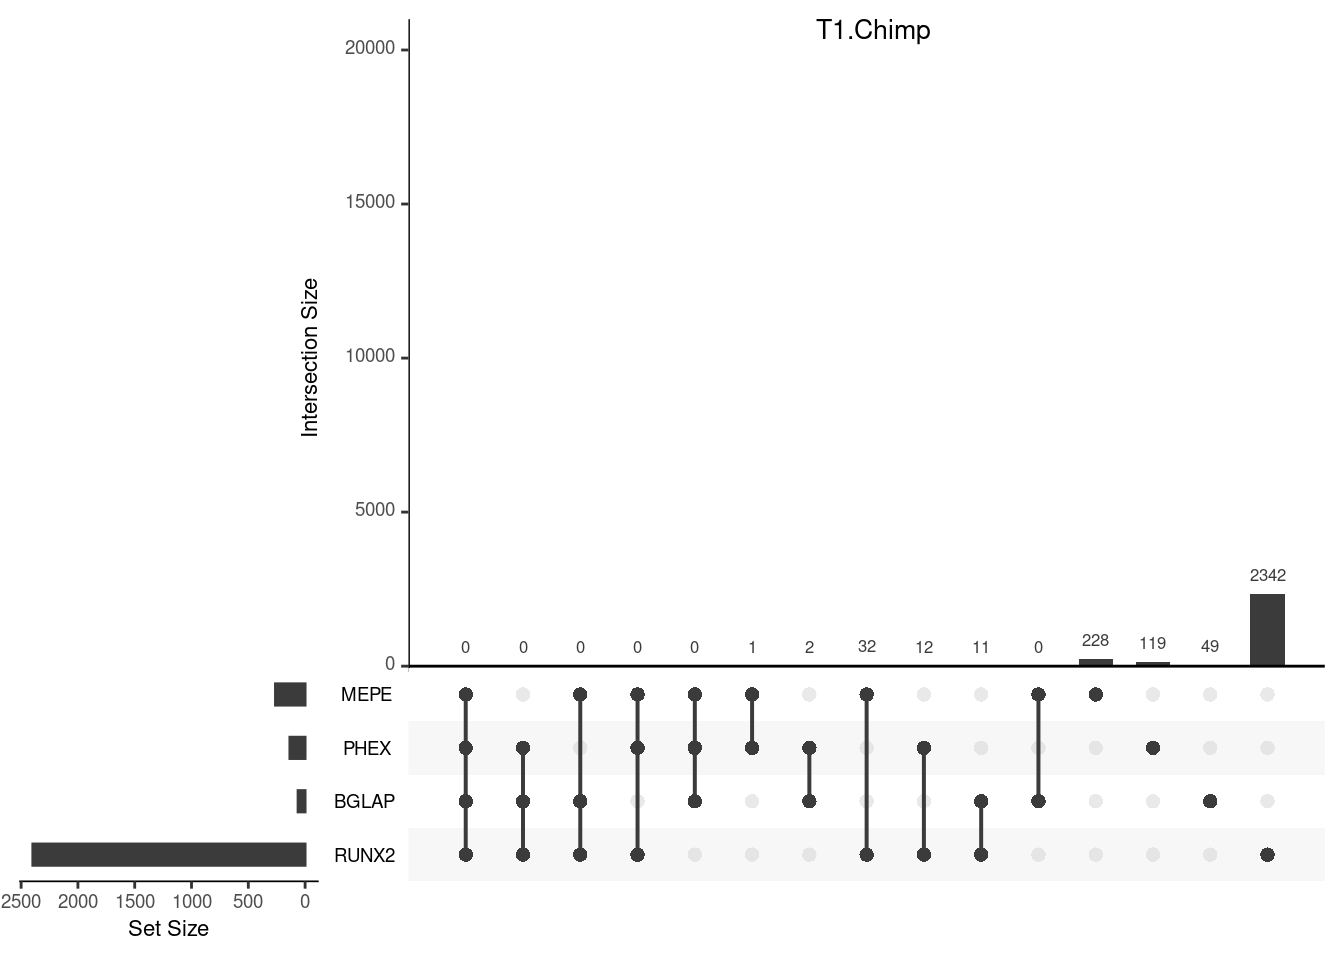 T1.Chimp
20000
15000
10000
5000
0
Intersection Size
0 0 0 0 0 1 2 32 12 11 0 228 119 49 2342
MEPE
PHEX
BGLAP
RUNX2
2500 2000 1500 1000 500 0
Set Size